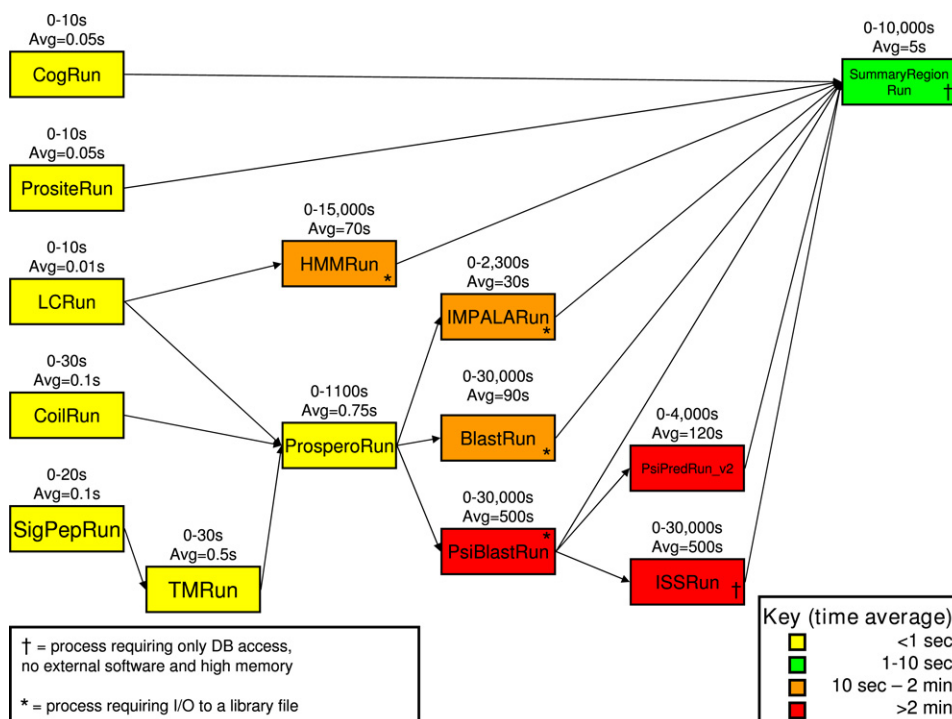 0-10s
Avg=0.05s
CogRun
0-10,000s
Avg=5s
SummaryRegion
Run †
0-10s
Avg=0.05s
PrositeRun
0-10s
Avg=0.01s
LCRun
0-15,000s
Avg=70s
HMMRun
*
0-2,300s
Avg=30s
IMPALARun
*
0-30s
Avg=0.1s
CoilRun
0-1100s
Avg=0.75s
ProsperoRun
0-30,000s
Avg=90s
BlastRun
*
0-4,000s
Avg=120s
PsiPredRun_v2
0-20s
Avg=0.1s
SigPepRun
0-30s
Avg=0.5s
TMRun
0-30,000s
Avg=500s
*
PsiBlastRun
0-30,000s
Avg=500s
ISSRun †
† = process requiring only DB access,
no external software and high memory
* = process requiring I/O to a library file
Key (time average)
<1 sec
1-10 sec
10 sec – 2 min
>2 min